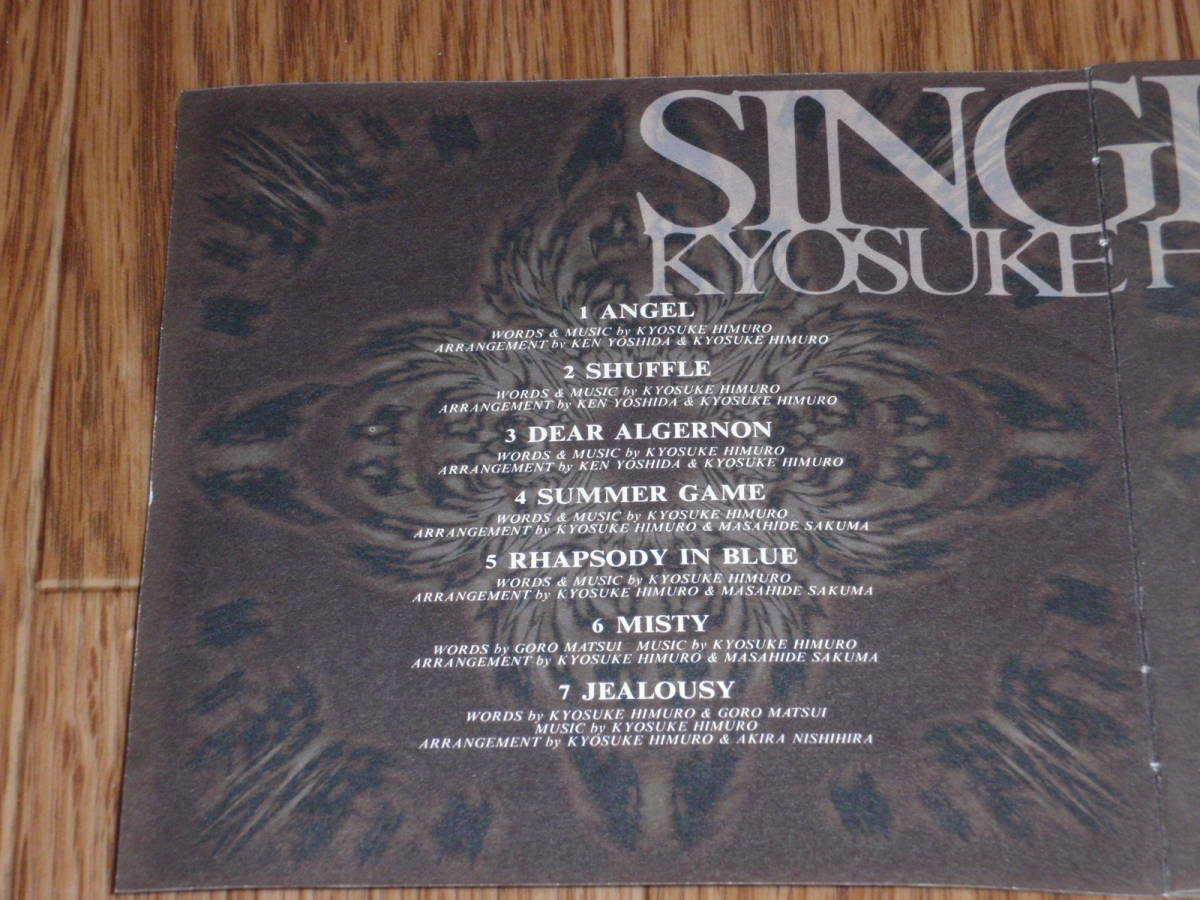 SING
KYOSUKE H
1 ANGEL
WORDS & MUSIC by KYOSUKE HIMURO
ARRANGEMENT by KEN YOSHIDA & KYOSUKE HIMURO
2 SHUFFLE
WORDS & MUSIC by KYOSUKE HIMURO
ARRANGEMENT by KEN YOSHIDA & KYOSUKE HIMURO
3 DEAR ALGERNON
WORDS & MUSIC by KYOSUKE HIMURO
ARRANGEMENT by KEN YOSHIDA & KYOSUKE HIMURO
4 SUMMER GAME
WORDS & MUSIC by KYOSUKE HIMURO
ARRANGEMENT by KYOSUKE HIMURO & MASAHIDE SAKUMA
5 RHAPSODY IN BLUE
WORDS & MUSIC by KYOSUKE HIMURO
ARRANGEMENT by KYOSUKE HIMURO & MASAHIDE SAKUMA
6 MISTY
WORDS by GORO MATSUI MUSIC by KYOSUKE HIMURO
ARRANGEMENT by KYOSUKE HIMURO & MASAHIDE SAKUMA
7 JEALOUSY
WORDS by KYOSUKE HIMURO & GORO MATSUI
MUSIC by KYOSUKE HIMURO
ARRANGEMENT by KYOSUKE HIMURO & AKIRA NISHIHIRA